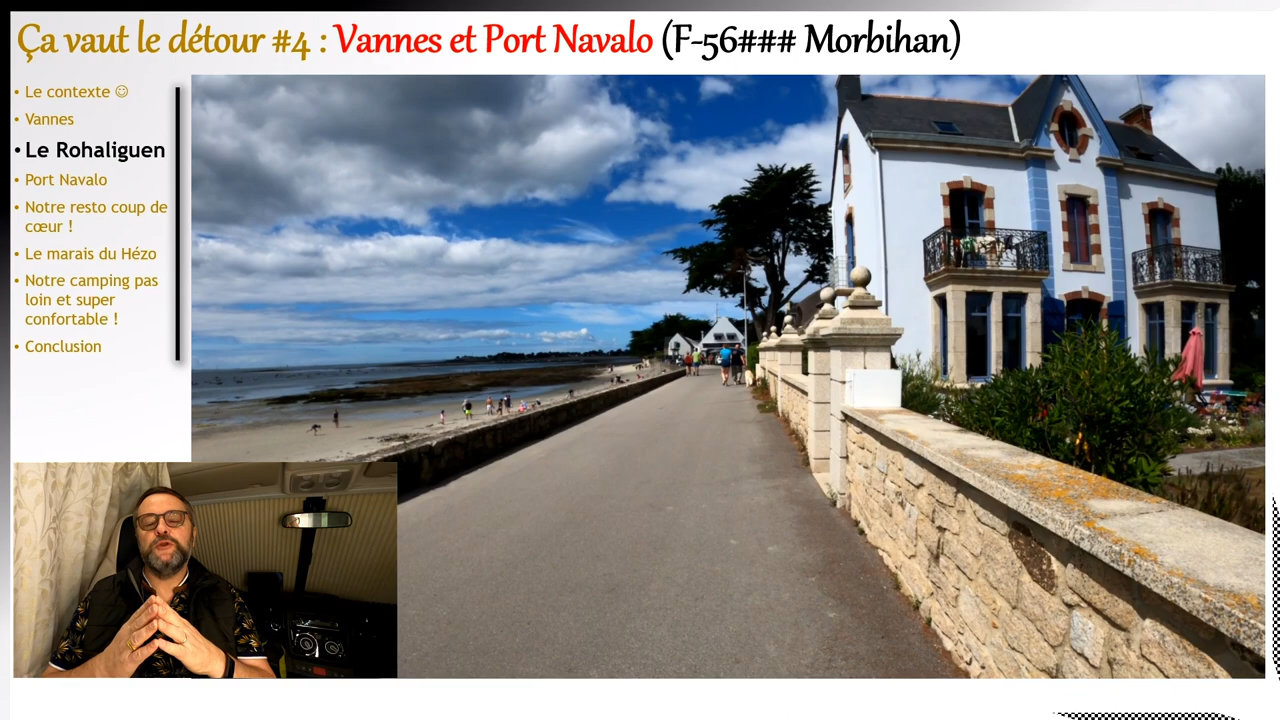 Ça vaut le détour #4 : Vannes et Port Navalo (F-56### Morbihan)
• Le contexte ☺
• Vannes
• Le Rohaliguen
• Port Navalo
• Notre resto coup de
cœur !
• Le marais du Hézo
• Notre camping pas
loin et super
confortable !
• Conclusion